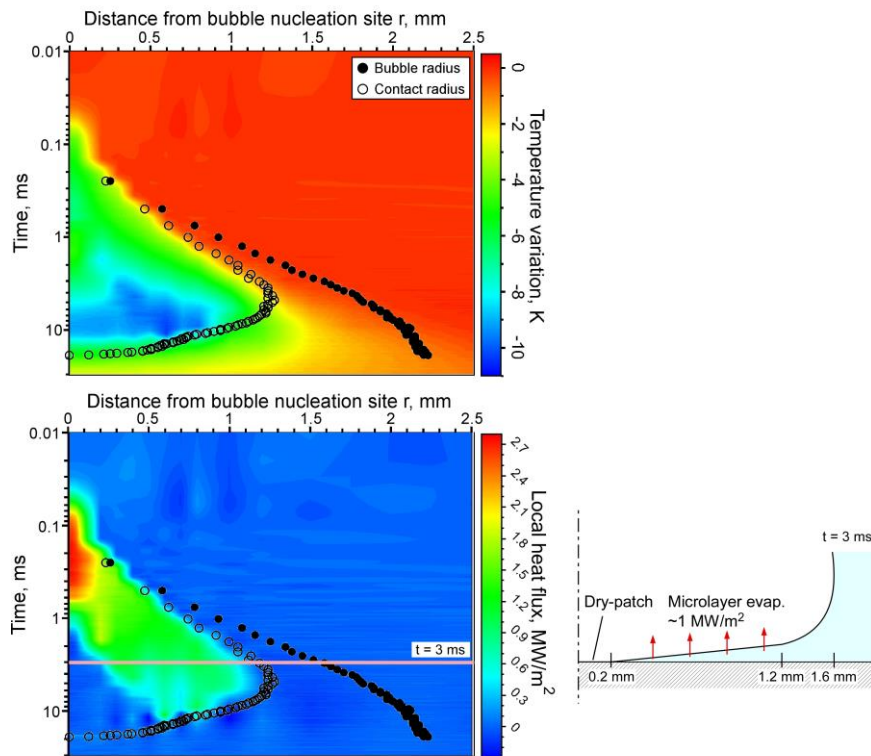 Distance from bubble nucleation site r, mm
0 0.5 1 1.5 2 2.5
0.01
0.1
1
10
Time, ms
Bubble radius
Contact radius
0
-2
-4
-6
-8
-10
Temperature variation, K
Distance from bubble nucleation site r, mm
0 0.5 1 1.5 2 2.5
0.01
0.1
1
10
Time, ms
t = 3 ms
2.7
2.4
2.1
1.8
1.5
1.2
0.9
0.6
0.3
0
Local heat flux, MW/m²
t = 3 ms
Dry-patch
Microlayer evap.
~1 MW/m²
0.2 mm
1.2 mm
1.6 mm